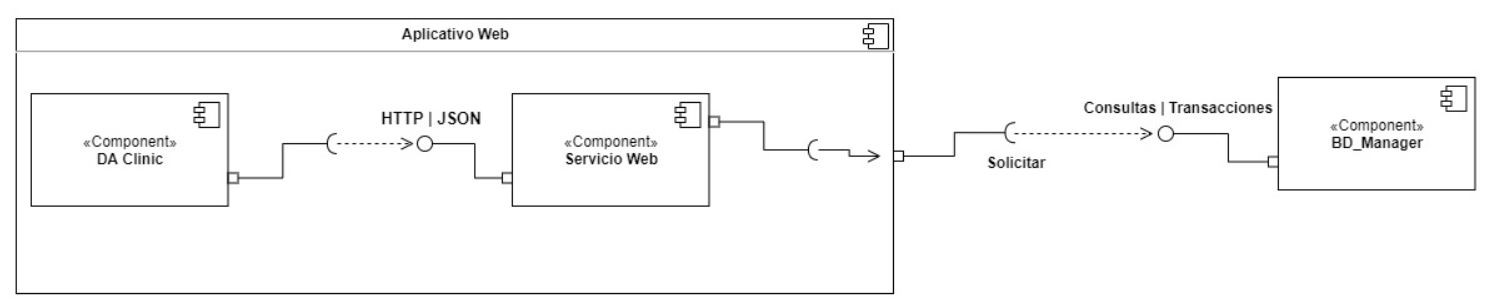 Aplicativo Web
«Component»
DA Clinic
HTTP | JSON
«Component»
Servicio Web
Solicitar
Consultas | Transacciones
«Component»
BD_Manager